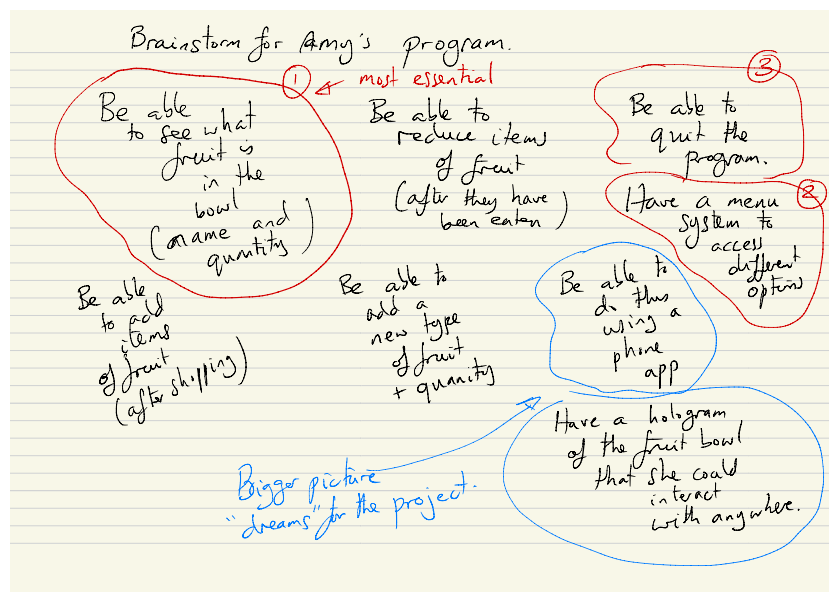 Brainstorm for Amy's program.
1
most essential
Be able
to see what
fruit is
in the
bowl
(name and
quantity)
Be able to
reduce items
of fruit
(after they have
been eaten)
3
Be able to
quit the
program.
2
Have a menu
system to
access
different
options
Be able
to add
items
of fruit
(after shipping)
Be able to
add a
new type
of fruit
+ quanity
Be able to
do this
using a
phone
app
Have a hologram
of the fruit bowl
that she could
interact
with anywhere.
Bigger picture
"dreams" for the project.